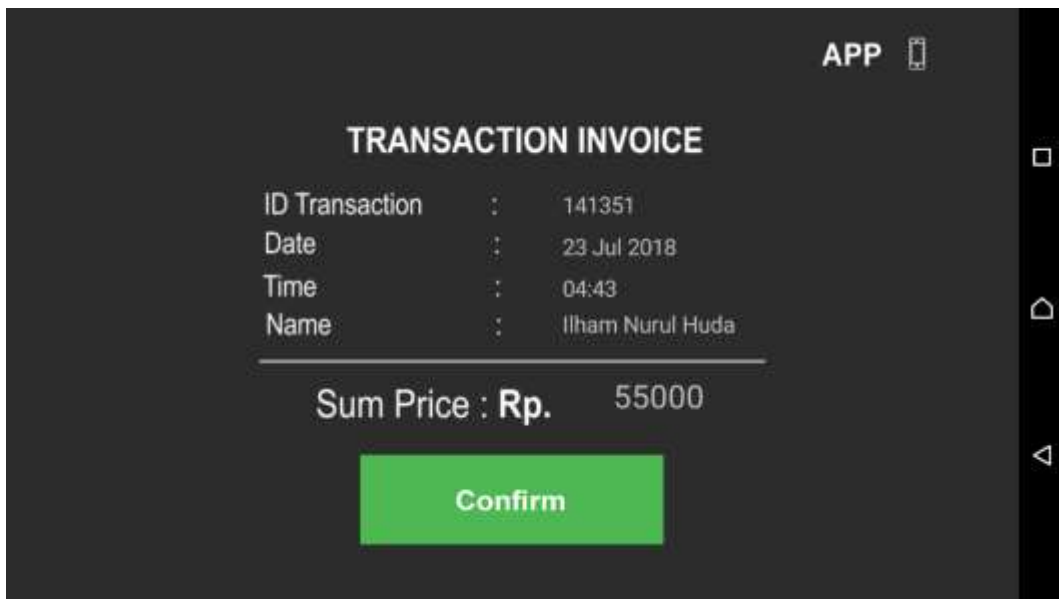 APP
TRANSACTION INVOICE
ID Transaction : 141351
Date : 23 Jul 2018
Time : 04:43
Name : Ilham Nurul Huda
Sum Price : Rp. 55000
Confirm